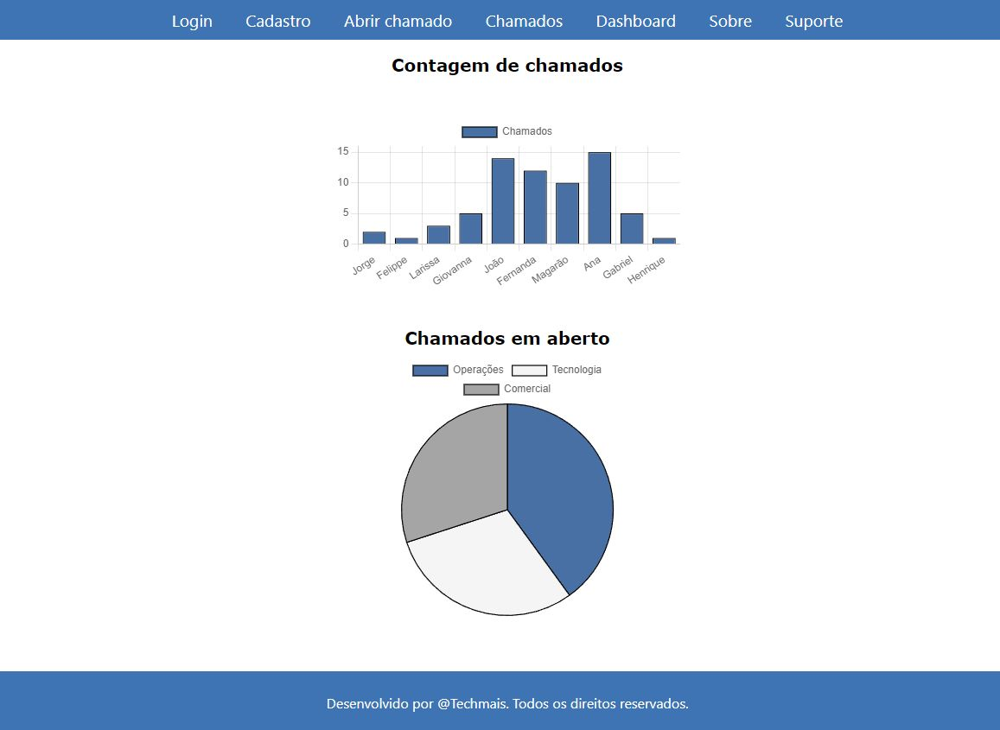 Login Cadastro Abrir chamado Chamados Dashboard Sobre Suporte
Contagem de chamados
Chamados
15
10
5
0
Jorge Felippe Larissa Giovanna João Fernanda Magarão Ana Gabriel Henrique
Chamados em aberto
Operações Tecnologia
Comercial
Desenvolvido por @Techmais. Todos os direitos reservados.